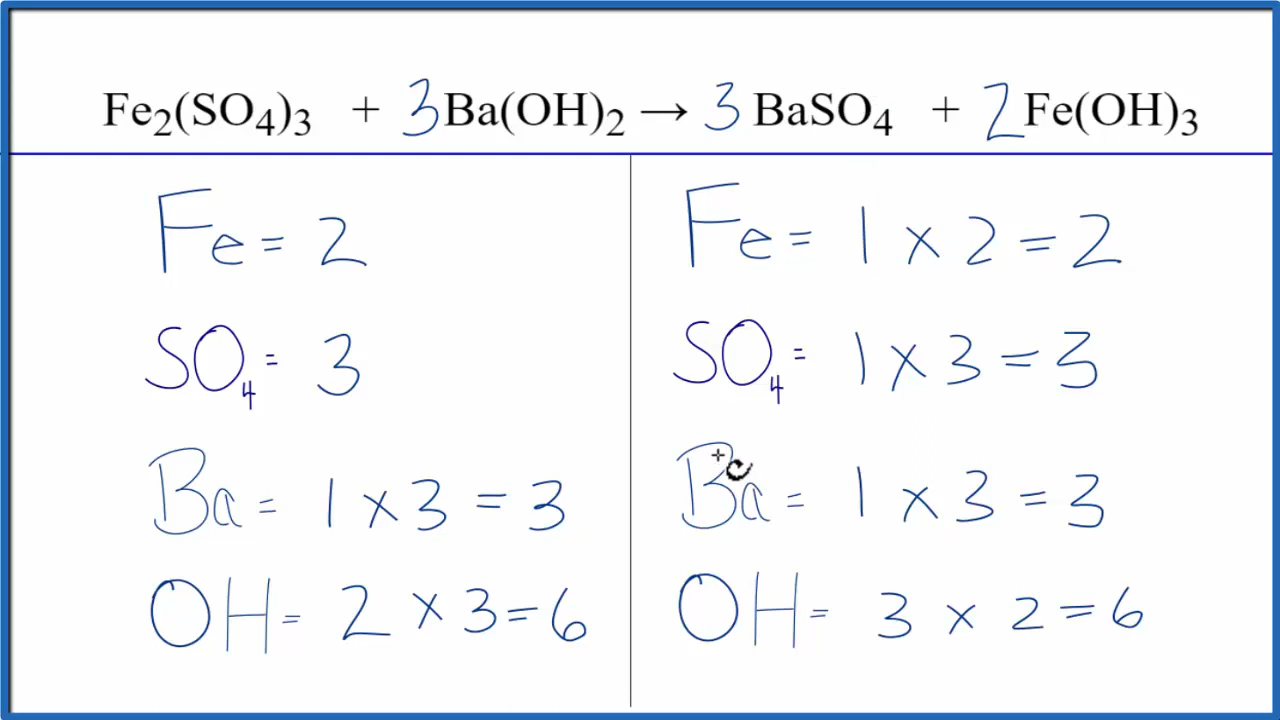 Fe₂(SO₄)₃ + 3Ba(OH)₂ → 3 BaSO₄ + 2Fe(OH)₃
Fe = 2
SO₄ = 3
Ba = 1 x 3 = 3
OH = 2 x 3 = 6
Fe = 1 x 2 = 2
SO₄ = 1 x 3 = 3
Ba = 1 x 3 = 3
OH = 3 x 2 = 6